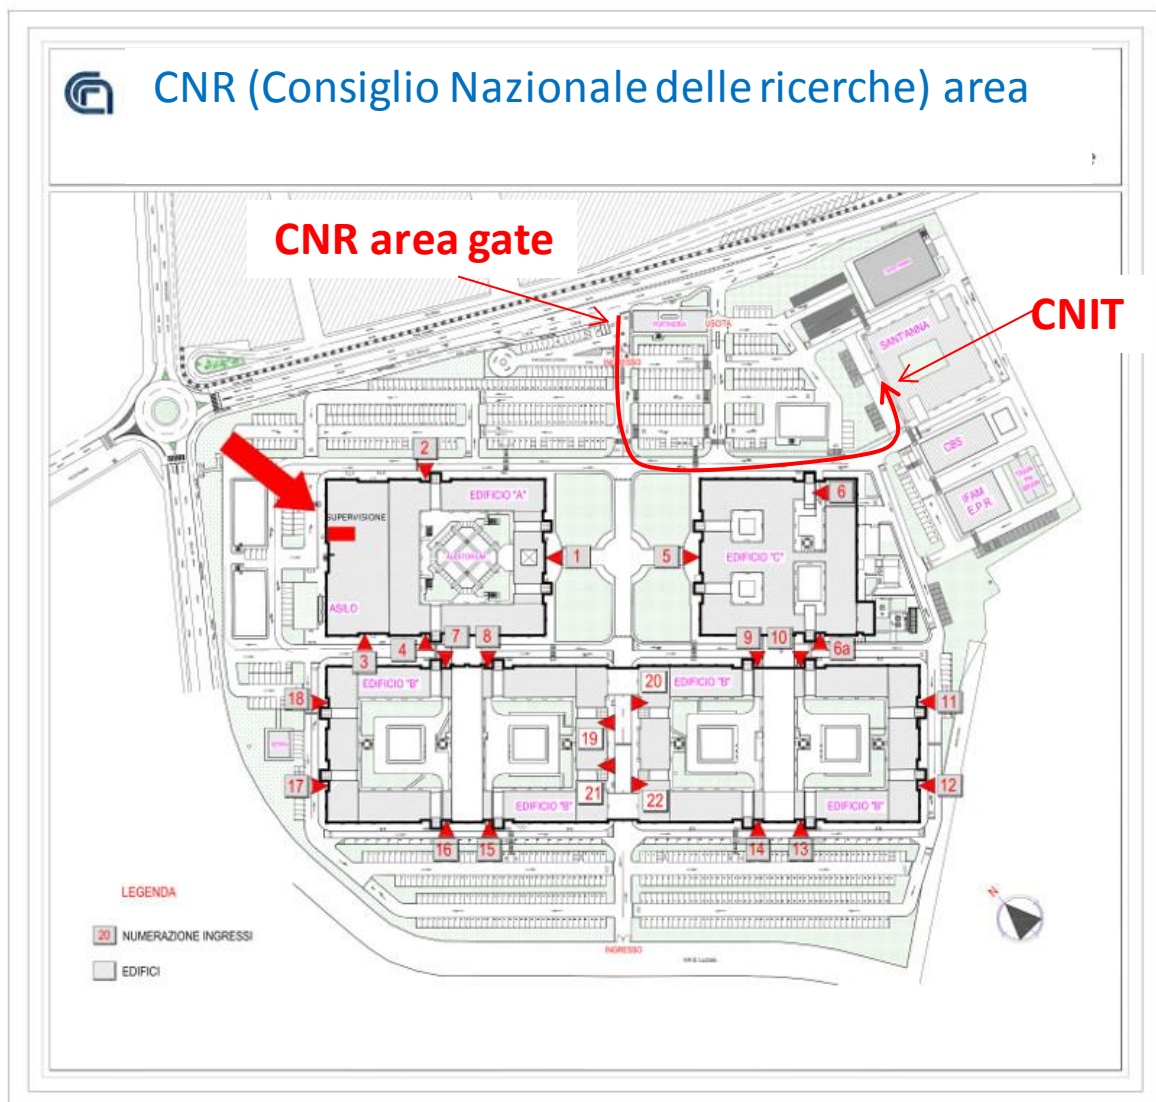 CNR (Consiglio Nazionale delle ricerche) area
CNR area gate
CNIT
PORTINERIA
USCITA
INGRESSO
SANT'ANNA
CBS
IFAM
E.P.R.
2
EDIFICIO "A"
6
SUPERVISIONE
AUDITORIUM
1
5
EDIFICIO "C"
ASILO
3
4
7
8
9
10
6a
EDIFICIO "B"
20
EDIFICIO "B"
18
11
19
17
21
22
12
EDIFICIO "B"
EDIFICIO "B"
16
15
14
13
LEGENDA
20 NUMERAZIONE INGRESSI
EDIFICI
INGRESSO
N